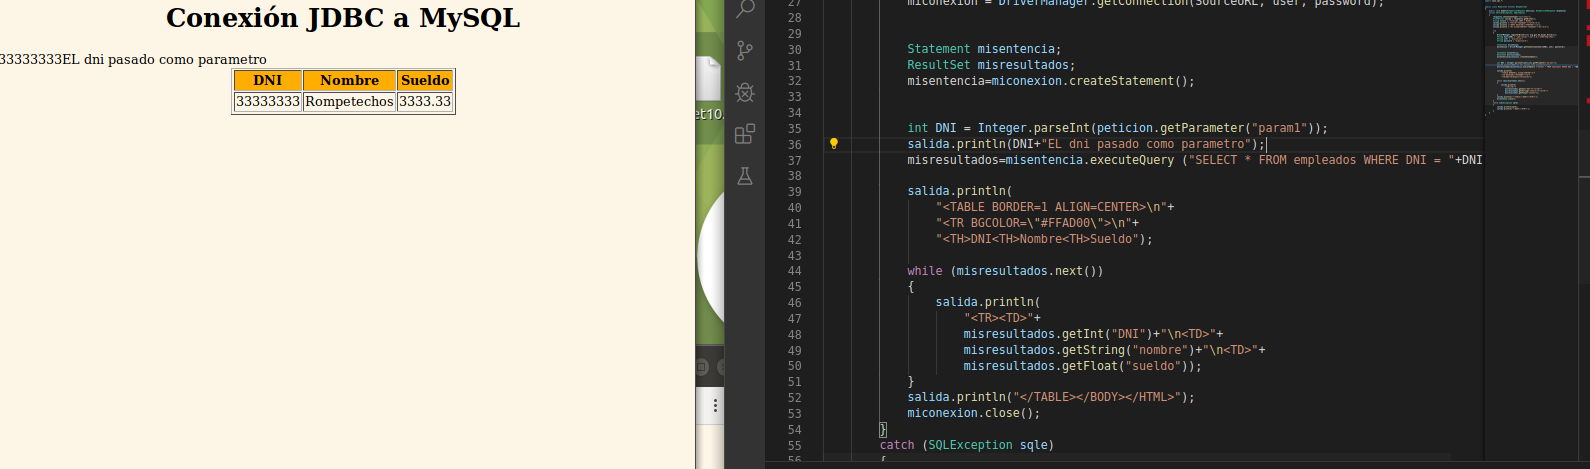 Conexión JDBC a MySQL
33333333EL dni pasado como parametro
DNI Nombre Sueldo
33333333 Rompetechos 3333.33
et10.
27 miconexion = DriverManager.getConnection(SourceURL, user, password);
28
29
30 Statement misentencia;
31 ResultSet misresultados;
32 misentencia=miconexion.createStatement();
33
34
35 int DNI = Integer.parseInt(peticion.getParameter("param1"));
36 salida.println(DNI+"EL dni pasado como parametro");
37 misresultados=misentencia.executeQuery ("SELECT * FROM empleados WHERE DNI = "+DNI
38
39 salida.println(
40 "<TABLE BORDER=1 ALIGN=CENTER>\n"+
41 "<TR BGCOLOR=\"#FFAD00\">\n"+
42 "<TH>DNI<TH>Nombre<TH>Sueldo");
43
44 while (misresultados.next())
45 {
46 salida.println(
47 "<TR><TD>"+
48 misresultados.getInt("DNI")+"\n<TD>"+
49 misresultados.getString("nombre")+"\n<TD>"+
50 misresultados.getFloat("sueldo"));
51 }
52 salida.println("</TABLE></BODY></HTML>");
53 miconexion.close();
54 }
55 catch (SQLException sqle)
56 {